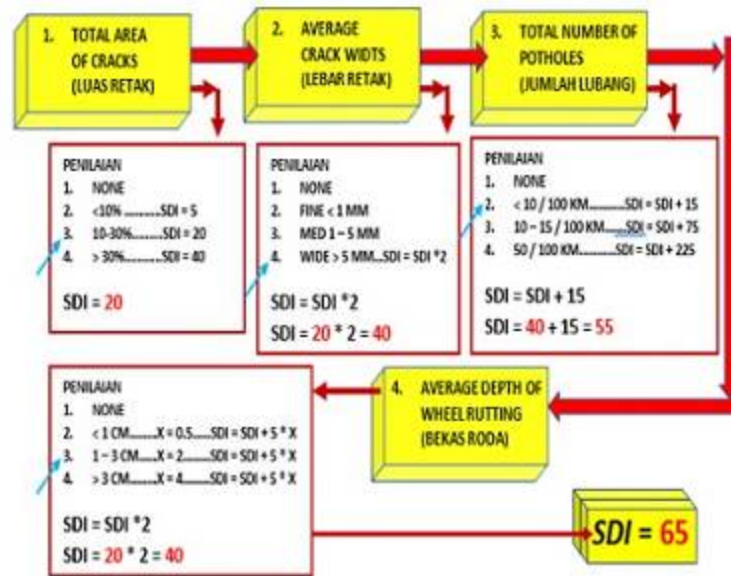 1. TOTAL AREA
OF CRACKS
(LUAS RETAK)
2. AVERAGE
CRACK WIDTS
(LEBAR RETAK)
3. TOTAL NUMBER OF
POTHOLES
(JUMLAH LUBANG)
PENILAIAN
1. NONE
2. <10%............SDI = 5
3. 10-30%..........SDI = 20
4. > 30%............SDI = 40
SDI = 20
PENILAIAN
1. NONE
2. FINE < 1 MM
3. MED 1 – 5 MM
4. WIDE > 5 MM...SDI = SDI *2
SDI = SDI *2
SDI = 20 * 2 = 40
PENILAIAN
1. NONE
2. < 10 / 100 KM............SDI = SDI + 15
3. 10 – 15 / 100 KM.........SDI = SDI + 75
4. 50 / 100 KM..............SDI = SDI + 225
SDI = SDI + 15
SDI = 40 + 15 = 55
4. AVERAGE DEPTH OF
WHEEL RUTTING
(BEKAS RODA)
PENILAIAN
1. NONE
2. < 1 CM.........X = 0.5......SDI = SDI + 5 * X
3. 1 – 3 CM......X = 2........SDI = SDI + 5 * X
4. > 3 CM.........X = 4........SDI = SDI + 5 * X
SDI = SDI *2
SDI = 20 * 2 = 40
SDI = 65